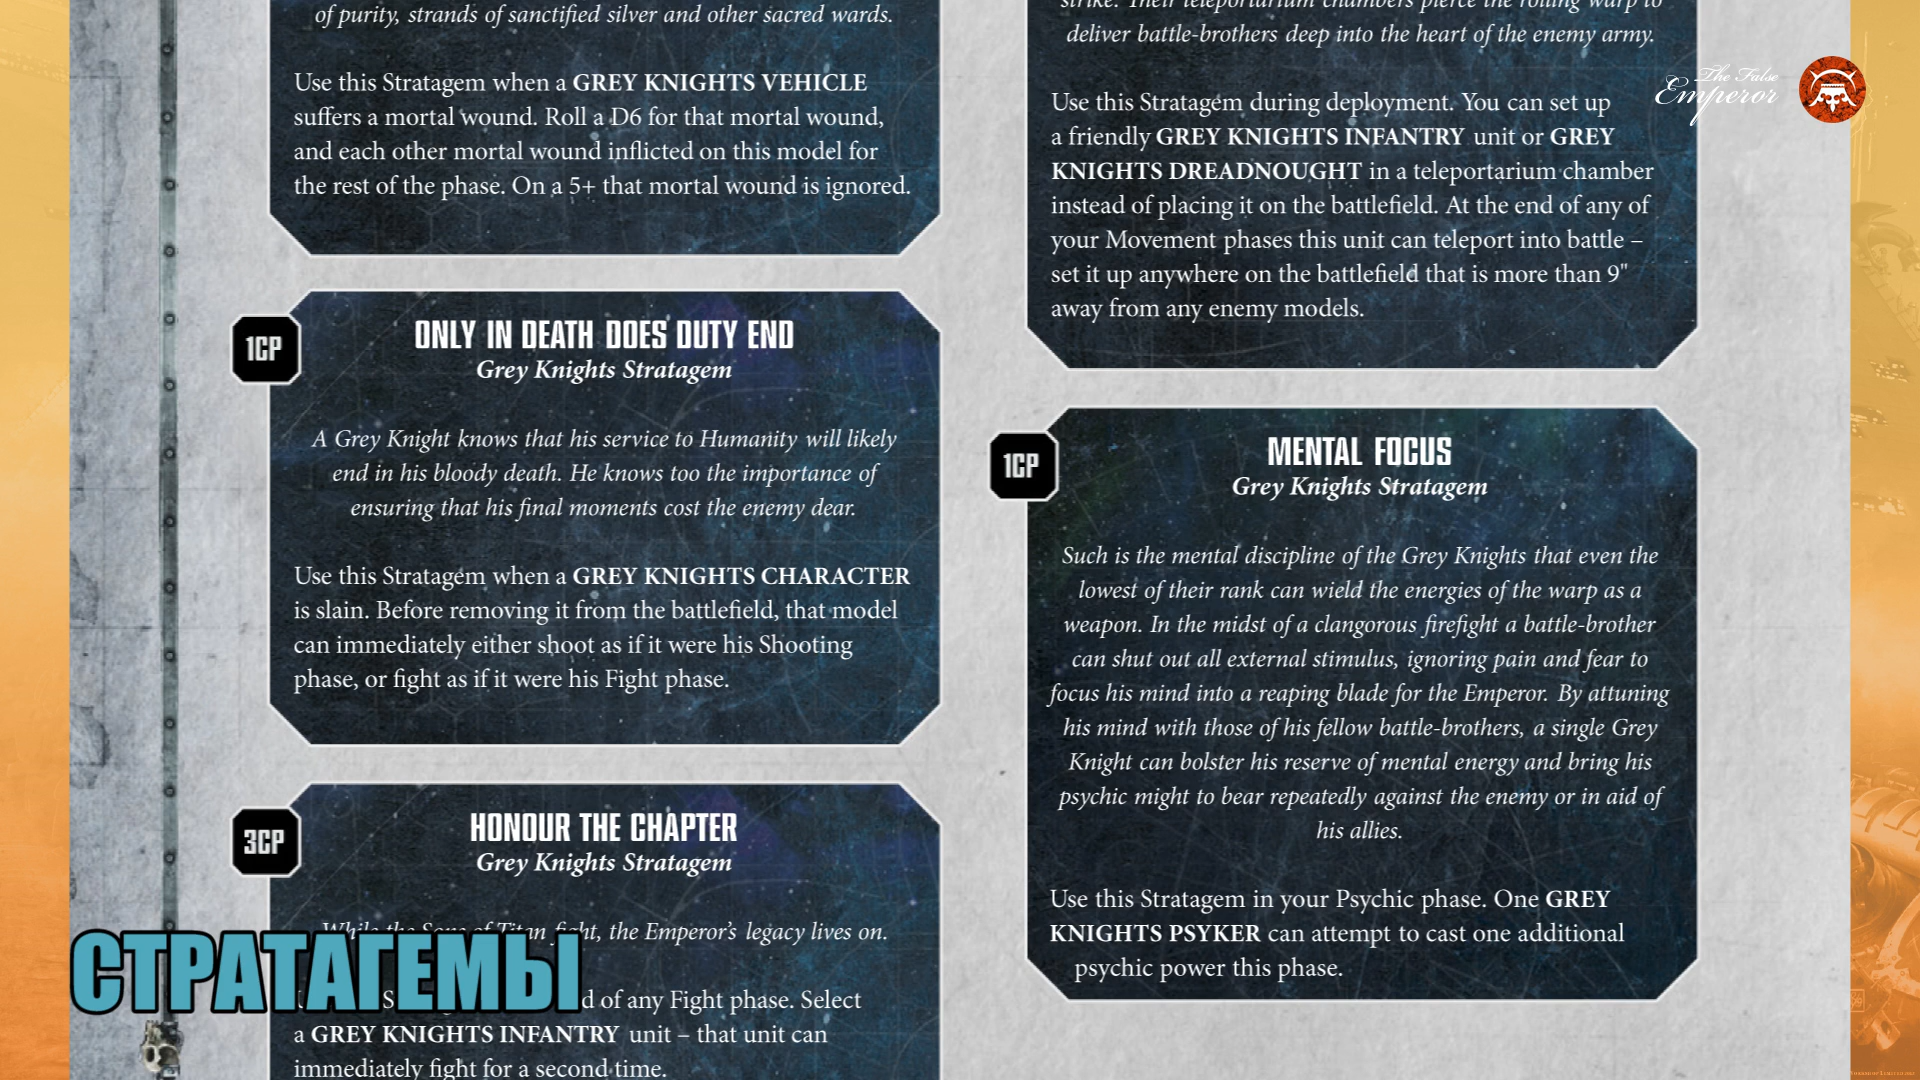 of purity, strands of sanctified silver and other sacred wards.
Use this Stratagem when a GREY KNIGHTS VEHICLE
suffers a mortal wound. Roll a D6 for that mortal wound,
and each other mortal wound inflicted on this model for
the rest of the phase. On a 5+ that mortal wound is ignored.
1CP
ONLY IN DEATH DOES DUTY END
Grey Knights Stratagem
A Grey Knight knows that his service to Humanity will likely
end in his bloody death. He knows too the importance of
ensuring that his final moments cost the enemy dear.
Use this Stratagem when a GREY KNIGHTS CHARACTER
is slain. Before removing it from the battlefield, that model
can immediately either shoot as if it were his Shooting
phase, or fight as if it were his Fight phase.
3CP
HONOUR THE CHAPTER
Grey Knights Stratagem
While the Sons of Titan fight, the Emperor's legacy lives on.
d of any Fight phase. Select
a GREY KNIGHTS INFANTRY unit – that unit can
immediately fight for a second time.
СТРАТАГЕМЫ
strike. Their teleportarium chambers pierce the roiling warp to
deliver battle-brothers deep into the heart of the enemy army.
Use this Stratagem during deployment. You can set up
a friendly GREY KNIGHTS INFANTRY unit or GREY
KNIGHTS DREADNOUGHT in a teleportarium chamber
instead of placing it on the battlefield. At the end of any of
your Movement phases this unit can teleport into battle –
set it up anywhere on the battlefield that is more than 9"
away from any enemy models.
1CP
MENTAL FOCUS
Grey Knights Stratagem
Such is the mental discipline of the Grey Knights that even the
lowest of their rank can wield the energies of the warp as a
weapon. In the midst of a clangorous firefight a battle-brother
can shut out all external stimulus, ignoring pain and fear to
focus his mind into a reaping blade for the Emperor. By attuning
his mind with those of his fellow battle-brothers, a single Grey
Knight can bolster his reserve of mental energy and bring his
psychic might to bear repeatedly against the enemy or in aid of
his allies.
Use this Stratagem in your Psychic phase. One GREY
KNIGHTS PSYKER can attempt to cast one additional
psychic power this phase.
The False
Emperor